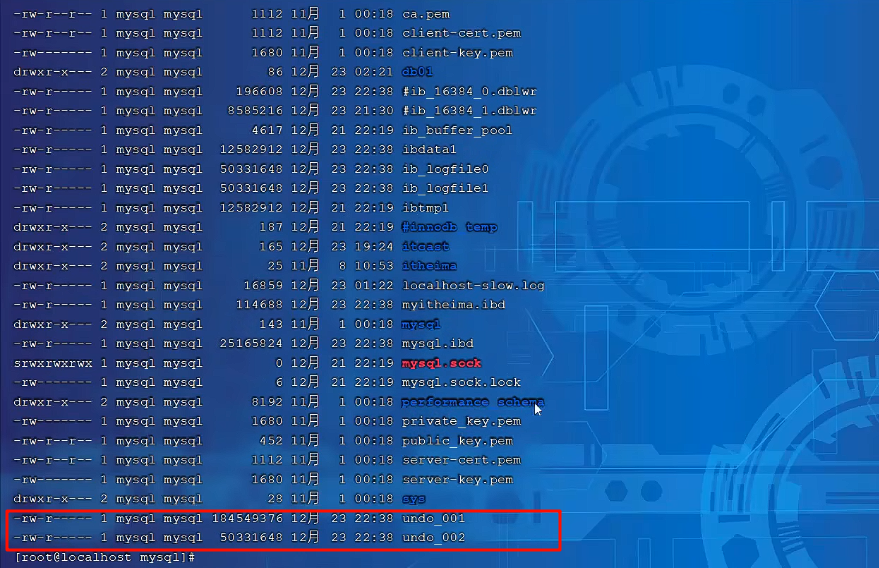 -rw-r--r-- 1 mysql mysql      1112 11月   1 00:18 ca.pem
-rw-r--r-- 1 mysql mysql      1112 11月   1 00:18 client-cert.pem
-rw------- 1 mysql mysql      1680 11月   1 00:18 client-key.pem
drwxr-x--- 2 mysql mysql        86 12月  23 02:21 db01
-rw-r----- 1 mysql mysql    196608 12月  23 22:38 #ib_16384_0.dblwr
-rw-r----- 1 mysql mysql   8585216 12月  23 21:30 #ib_16384_1.dblwr
-rw-r----- 1 mysql mysql      4617 12月  21 22:19 ib_buffer_pool
-rw-r----- 1 mysql mysql  12582912 12月  23 22:38 ibdata1
-rw-r----- 1 mysql mysql  50331648 12月  23 22:38 ib_logfile0
-rw-r----- 1 mysql mysql  50331648 12月  23 22:38 ib_logfile1
-rw-r----- 1 mysql mysql  12582912 12月  21 22:19 ibtmp1
drwxr-x--- 2 mysql mysql       187 12月  21 22:19 #innodb_temp
drwxr-x--- 2 mysql mysql       165 12月  23 19:24 itcast
drwxr-x--- 2 mysql mysql        25 11月   8 10:53 itheima
-rw-r----- 1 mysql mysql     16859 12月  23 01:22 localhost-slow.log
-rw-r----- 1 mysql mysql    114688 12月  23 22:38 myitheima.ibd
drwxr-x--- 2 mysql mysql       143 11月   1 00:18 mysql
-rw-r----- 1 mysql mysql  25165824 12月  23 22:38 mysql.ibd
srwxrwxrwx 1 mysql mysql         0 12月  21 22:19 mysql.sock
-rw------- 1 mysql mysql         6 12月  21 22:19 mysql.sock.lock
drwxr-x--- 2 mysql mysql      8192 11月   1 00:18 performance_schema
-rw------- 1 mysql mysql      1680 11月   1 00:18 private_key.pem
-rw-r--r-- 1 mysql mysql       452 11月   1 00:18 public_key.pem
-rw-r--r-- 1 mysql mysql      1112 11月   1 00:18 server-cert.pem
-rw------- 1 mysql mysql      1680 11月   1 00:18 server-key.pem
drwxr-x--- 2 mysql mysql        28 11月   1 00:18 sys
-rw-r----- 1 mysql mysql 184549376 12月  23 22:38 undo_001
-rw-r----- 1 mysql mysql  50331648 12月  23 22:38 undo_002
[root@localhost mysql]#